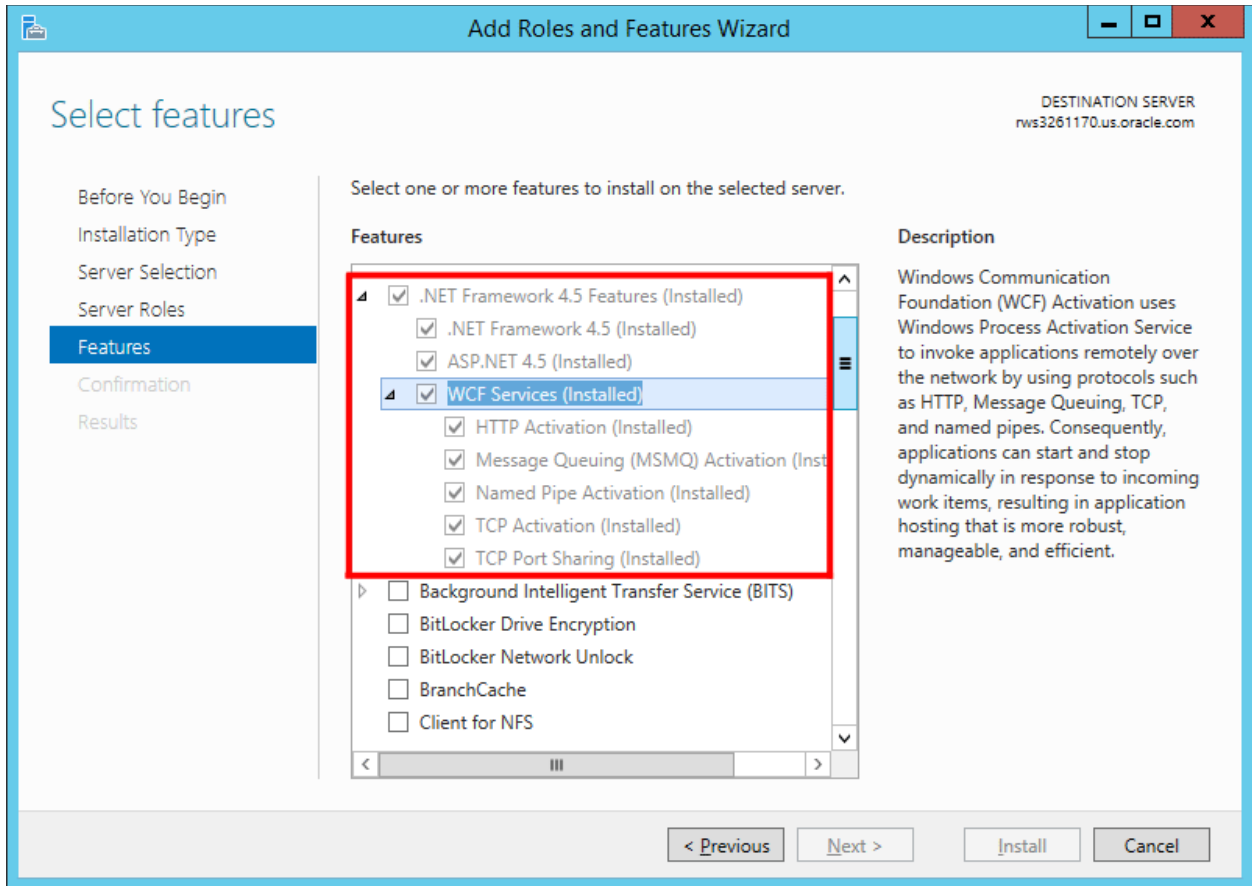 Add Roles and Features Wizard
Select features
DESTINATION SERVER
rws3261170.us.oracle.com
Before You Begin
Installation Type
Server Selection
Server Roles
Features
Confirmation
Results
Select one or more features to install on the selected server.
Features
.NET Framework 4.5 Features (Installed)
.NET Framework 4.5 (Installed)
ASP.NET 4.5 (Installed)
WCF Services (Installed)
HTTP Activation (Installed)
Message Queuing (MSMQ) Activation (Inst
Named Pipe Activation (Installed)
TCP Activation (Installed)
TCP Port Sharing (Installed)
Background Intelligent Transfer Service (BITS)
BitLocker Drive Encryption
BitLocker Network Unlock
BranchCache
Client for NFS
Description
Windows Communication
Foundation (WCF) Activation uses
Windows Process Activation Service
to invoke applications remotely over
the network by using protocols such
as HTTP, Message Queuing, TCP,
and named pipes. Consequently,
applications can start and stop
dynamically in response to incoming
work items, resulting in application
hosting that is more robust,
manageable, and efficient.
< Previous
Next >
Install
Cancel